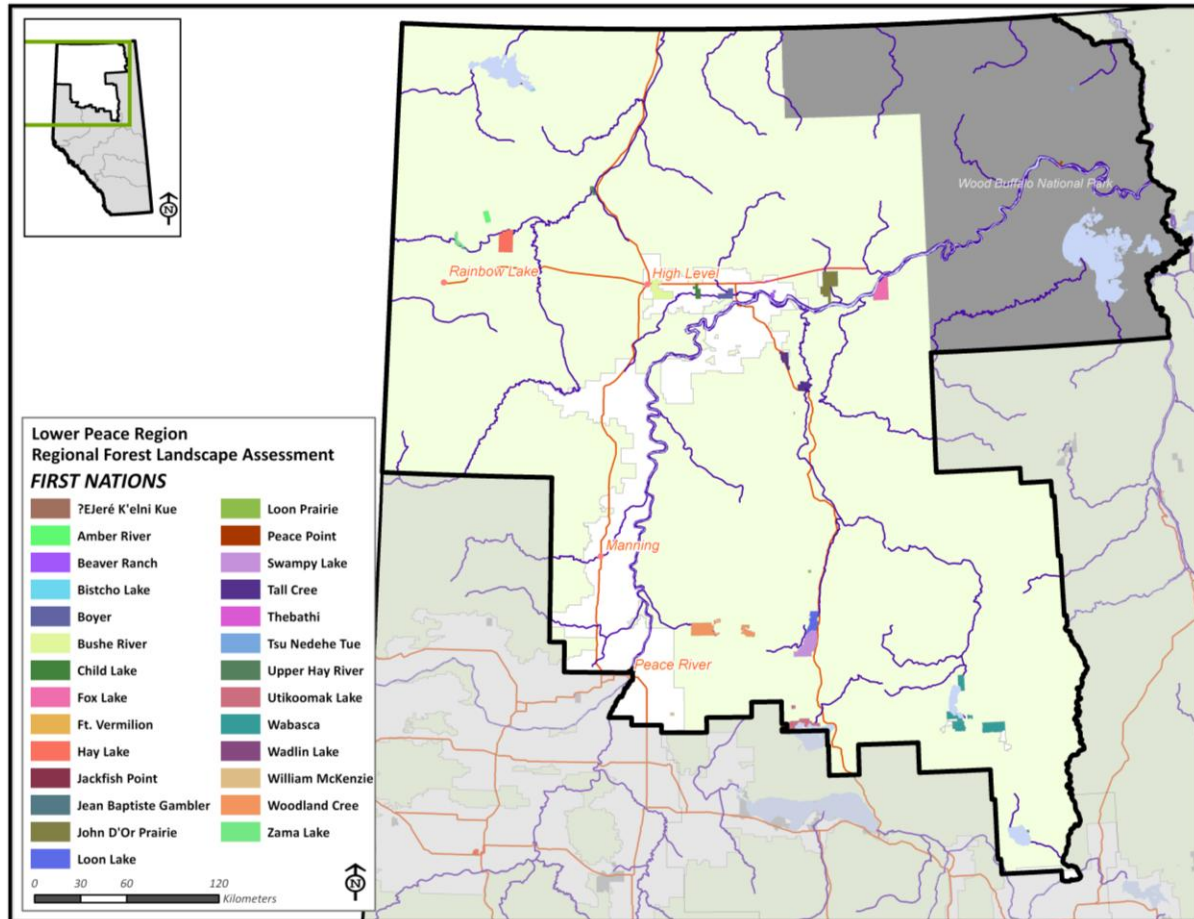 N
Wood Buffalo National Park
Rainbow Lake
High Level
Manning
Peace River
Lower Peace Region
Regional Forest Landscape Assessment
FIRST NATIONS
?EJeré K'elni Kue
Amber River
Beaver Ranch
Bistcho Lake
Boyer
Bushe River
Child Lake
Fox Lake
Ft. Vermilion
Hay Lake
Jackfish Point
Jean Baptiste Gambler
John D'Or Prairie
Loon Lake
Loon Prairie
Peace Point
Swampy Lake
Tall Cree
Thebathi
Tsu Nedehe Tue
Upper Hay River
Utikoomak Lake
Wabasca
Wadlin Lake
William McKenzie
Woodland Cree
Zama Lake
N
0 30 60 120
Kilometers